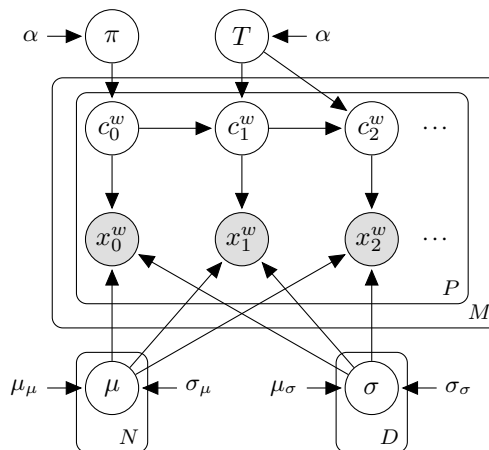 α π T α
c_0^w c_1^w c_2^w ⋯
x_0^w x_1^w x_2^w ⋯
P
M
μ_μ μ σ_μ μ_σ σ σ_σ
N D